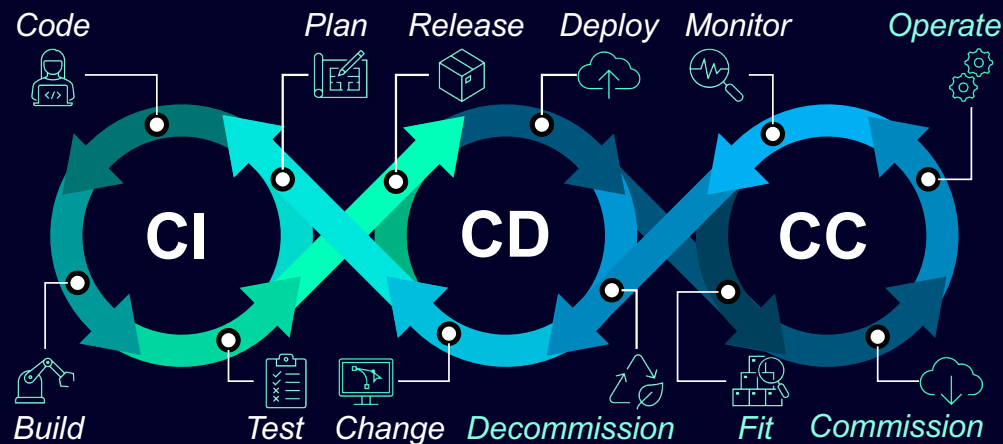 Code
Plan
Release
Deploy
Monitor
Operate
</>
CI
CD
CC
Build
Test
Change
Decommission
Fit
Commission